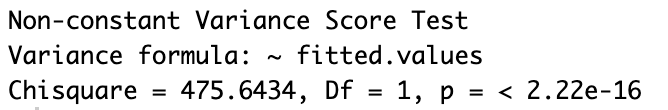 Non-constant Variance Score Test
Variance formula: ~ fitted.values
Chisquare = 475.6434, Df = 1, p = < 2.22e-16